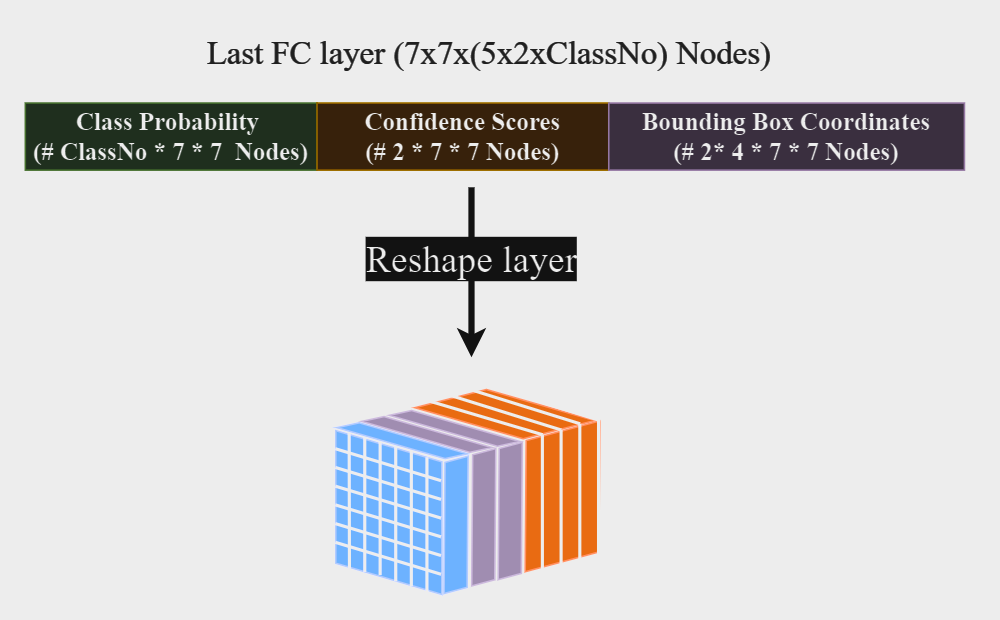 Last FC layer (7x7x(5x2xClassNo) Nodes)
Class Probability
(# ClassNo * 7 * 7  Nodes)
Confidence Scores
(# 2 * 7 * 7 Nodes)
Bounding Box Coordinates
(# 2* 4 * 7 * 7 Nodes)
Reshape layer